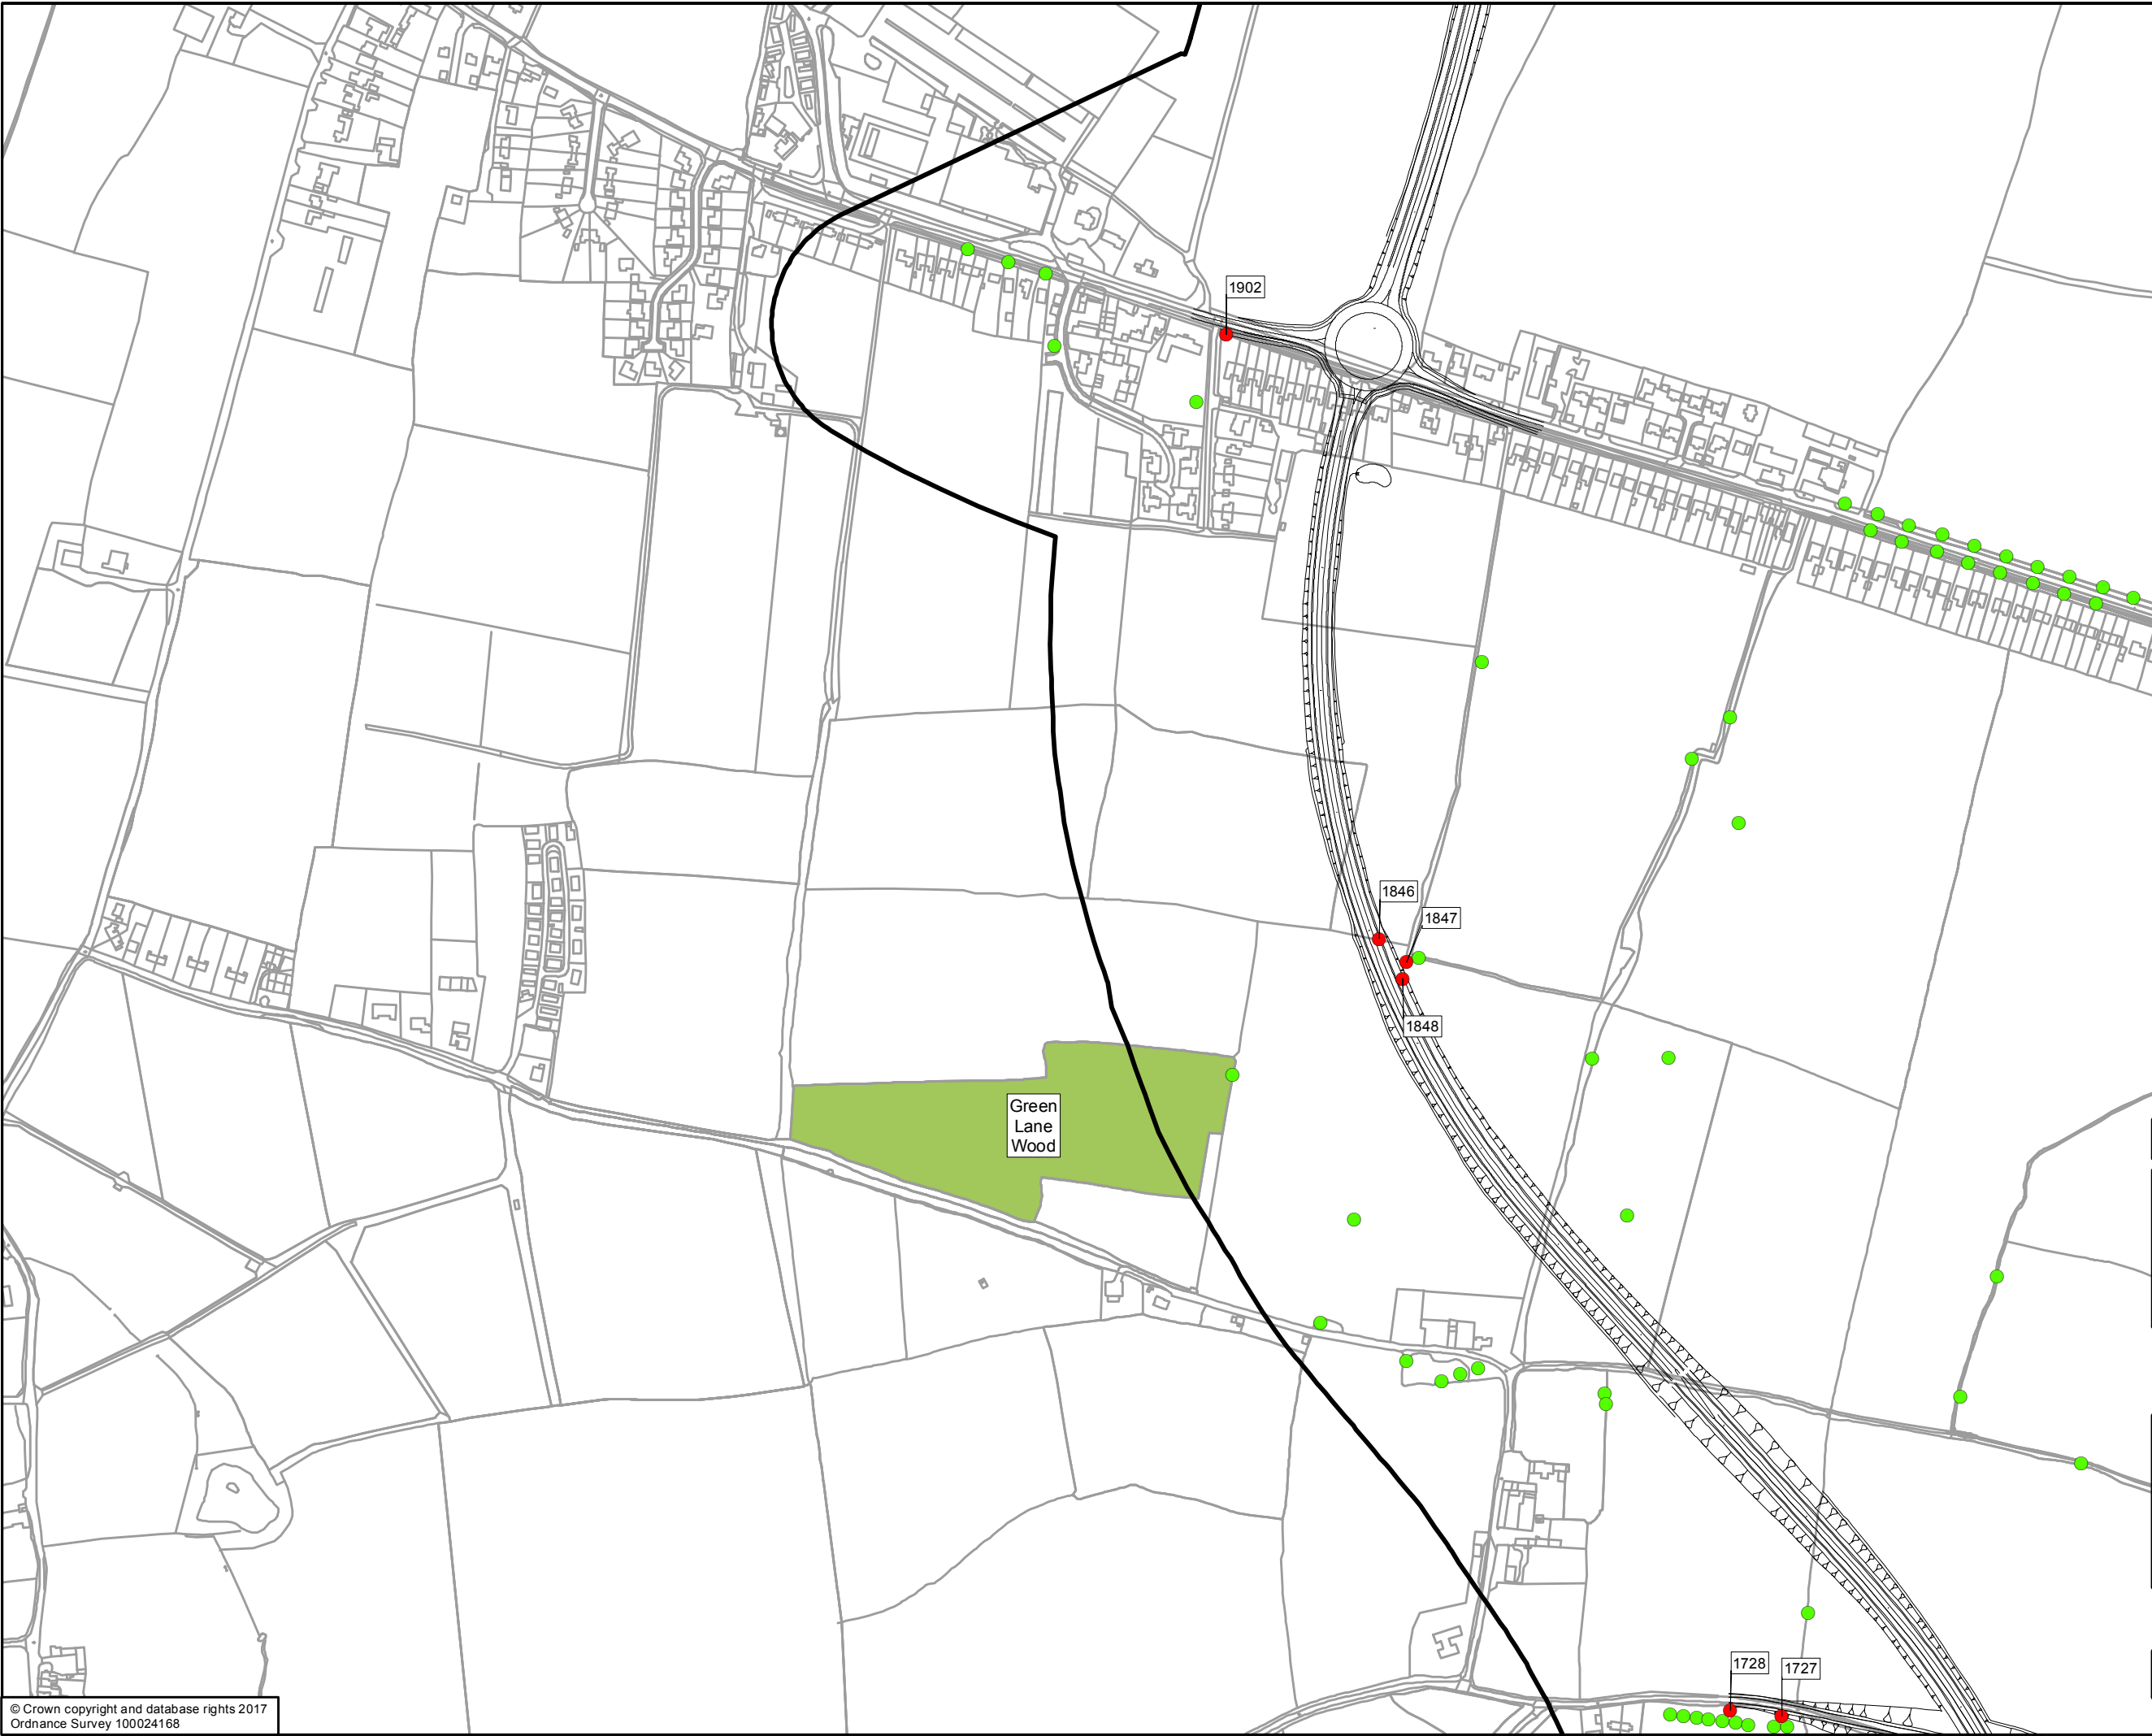 1902
1846
1847
1848
Green
Lane
Wood
1728
1727
© Crown copyright and database rights 2017
Ordnance Survey 100024168